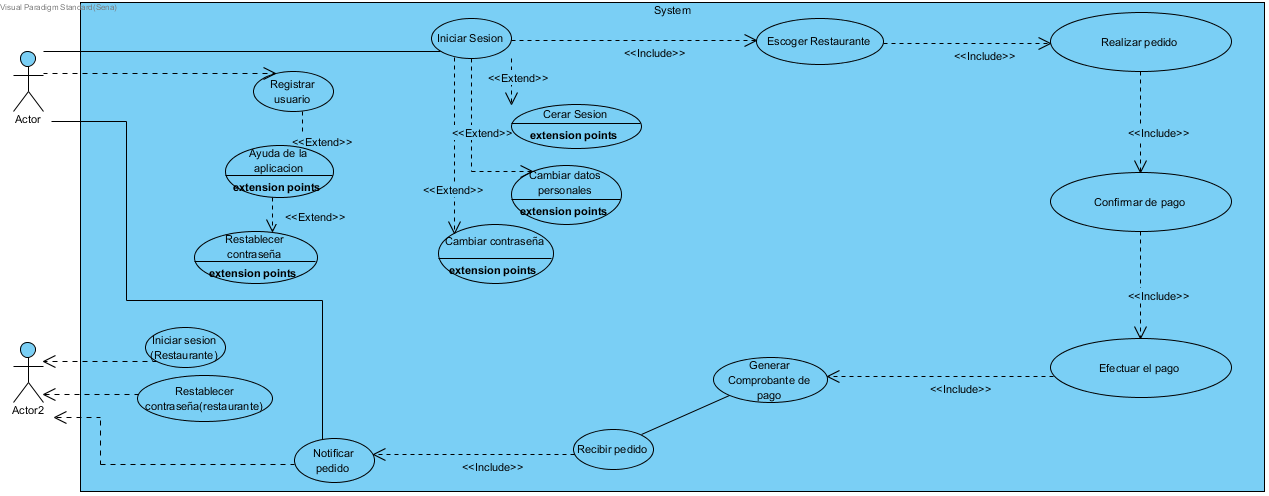 Visual Paradigm Standard(Sena)
System
Iniciar Sesion
<<Include>>
Escoger Restaurante
<<Include>>
Realizar pedido
<<Extend>>
Registrar
usuario
Actor
Cerar Sesion
extension points
<<Extend>>
<<Include>>
<<Extend>>
Ayuda de la
aplicacion
extension points
Cambiar datos
personales
extension points
<<Extend>>
Confirmar de pago
<<Extend>>
Restablecer
contraseña
extension points
Cambiar contraseña
extension points
<<Include>>
Iniciar sesion
(Restaurante)
Generar
Comprobante de
pago
Efectuar el pago
<<Include>>
Restablecer
contraseña(restaurante)
Actor2
Notificar
pedido
<<Include>>
Recibir pedido